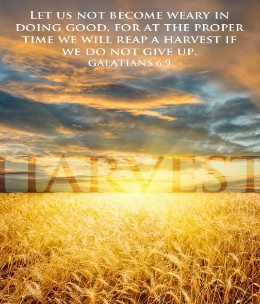 Let us not become weary in
doing good, for at the proper
time we will reap a harvest if
we do not give up.
Galatians 6:9
HARVEST